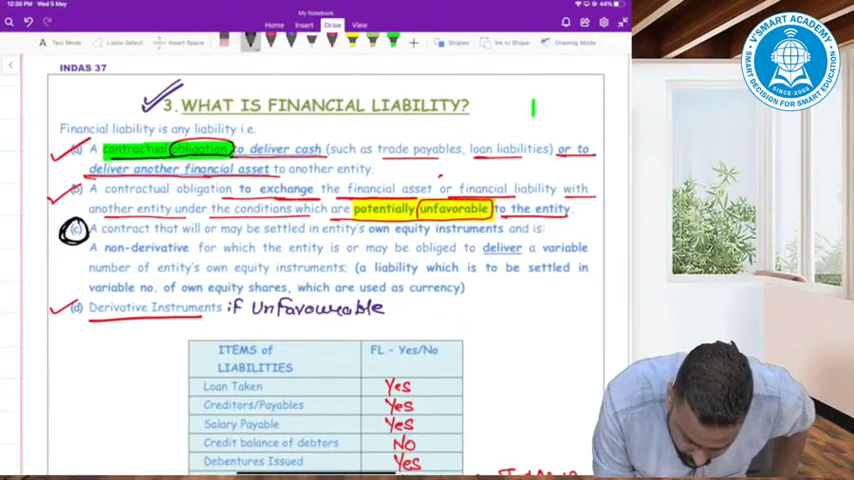 12:30 PM Wed 5 May
44%
My Notebook
Home Insert Draw View
Text Mode Lasso Select Insert Space Shapes Ink to Shape Drawing Mode
V'SMART ACADEMY
SMART DECISION FOR SMART EDUCATION
SINCE-2005
INDAS 37
3. WHAT IS FINANCIAL LIABILITY?
Financial liability is any liability i.e.
(a) A contractual obligation to deliver cash (such as trade payables, loan liabilities) or to
deliver another financial asset to another entity.
(b) A contractual obligation to exchange the financial asset or financial liability with
another entity under the conditions which are potentially unfavorable to the entity.
(c) A contract that will or may be settled in entity's own equity instruments and is:
A non-derivative for which the entity is or may be obliged to deliver a variable
number of entity's own equity instruments; (a liability which is to be settled in
variable no. of own equity shares, which are used as currency)
(d) Derivative Instruments if Unfavourable
ITEMS of LIABILITIES FL - Yes/No
Loan Taken Yes
Creditors/Payables Yes
Salary Payable Yes
Credit balance of debtors No
Debentures Issued Yes